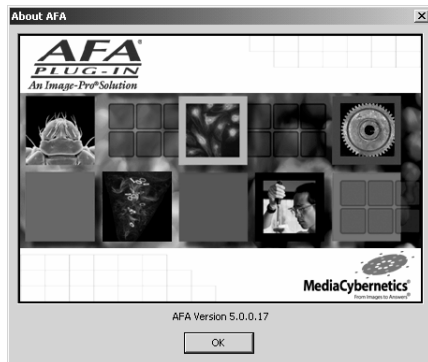 About AFA
AFA®
PLUG-IN
An Image-Pro® Solution
MediaCybernetics®
From Images to Answers®
AFA Version 5.0.0.17
OK